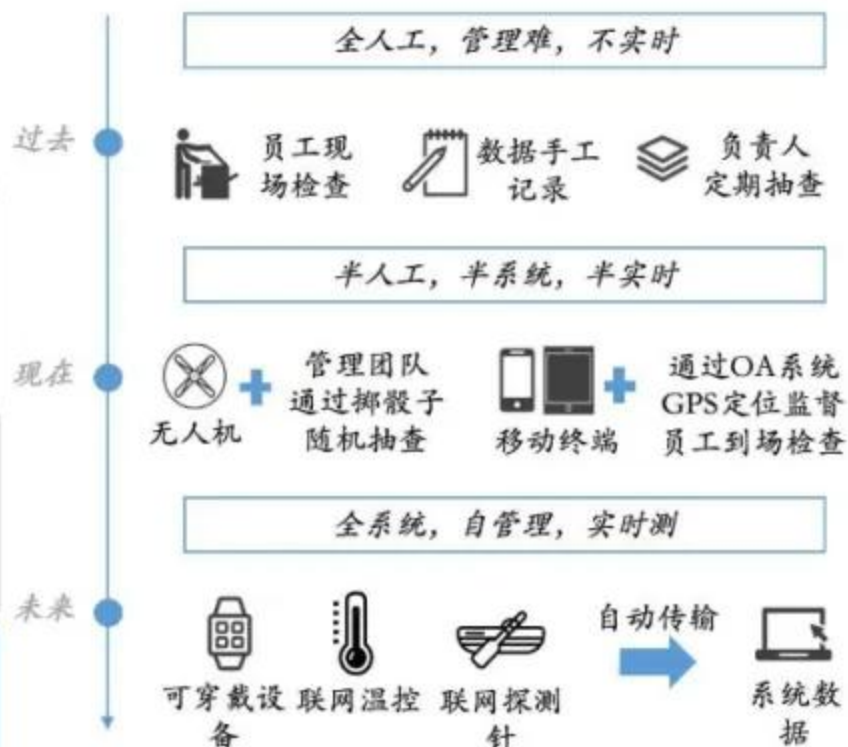 全人工，管理难，不实时
过去
员工现
场检查
数据手工
记录
负责人
定期抽查
半人工，半系统，半实时
现在
无人机
管理团队
通过掷骰子
随机抽查
移动终端
通过OA系统
GPS定位监督
员工到场检查
全系统，自管理，实时测
未来
可穿戴设
备
联网温控
联网探测
针
自动传输
系统数
据